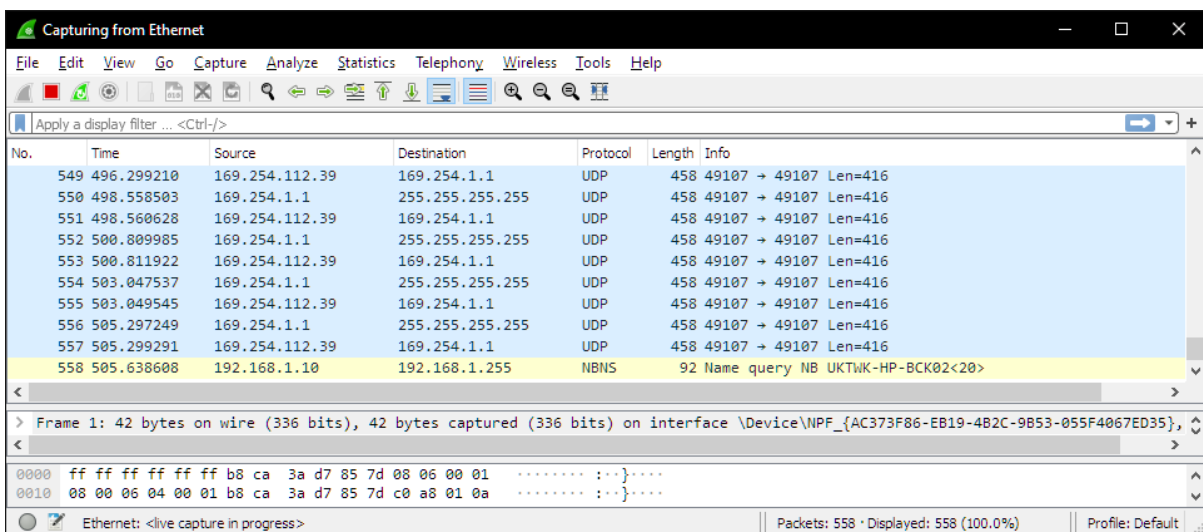 Capturing from Ethernet
File Edit View Go Capture Analyze Statistics Telephony Wireless Tools Help
Apply a display filter ... <Ctrl-/>
No. Time Source Destination Protocol Length Info
549 496.299210 169.254.112.39 169.254.1.1 UDP 458 49107 → 49107 Len=416
550 498.558503 169.254.1.1 255.255.255.255 UDP 458 49107 → 49107 Len=416
551 498.560628 169.254.112.39 169.254.1.1 UDP 458 49107 → 49107 Len=416
552 500.809985 169.254.1.1 255.255.255.255 UDP 458 49107 → 49107 Len=416
553 500.811922 169.254.112.39 169.254.1.1 UDP 458 49107 → 49107 Len=416
554 503.047537 169.254.1.1 255.255.255.255 UDP 458 49107 → 49107 Len=416
555 503.049545 169.254.112.39 169.254.1.1 UDP 458 49107 → 49107 Len=416
556 505.297249 169.254.1.1 255.255.255.255 UDP 458 49107 → 49107 Len=416
557 505.299291 169.254.112.39 169.254.1.1 UDP 458 49107 → 49107 Len=416
558 505.638608 192.168.1.10 192.168.1.255 NBNS 92 Name query NB UKTWK-HP-BCK02<20>
Frame 1: 42 bytes on wire (336 bits), 42 bytes captured (336 bits) on interface \Device\NPF_{AC373F86-EB19-4B2C-9B53-055F4067ED35},
0000 ff ff ff ff ff ff b8 ca 3a d7 85 7d 08 06 00 01 ········ :··}····
0010 08 00 06 04 00 01 b8 ca 3a d7 85 7d c0 a8 01 0a ········ :··}····
Ethernet: <live capture in progress> Packets: 558 · Displayed: 558 (100.0%) Profile: Default